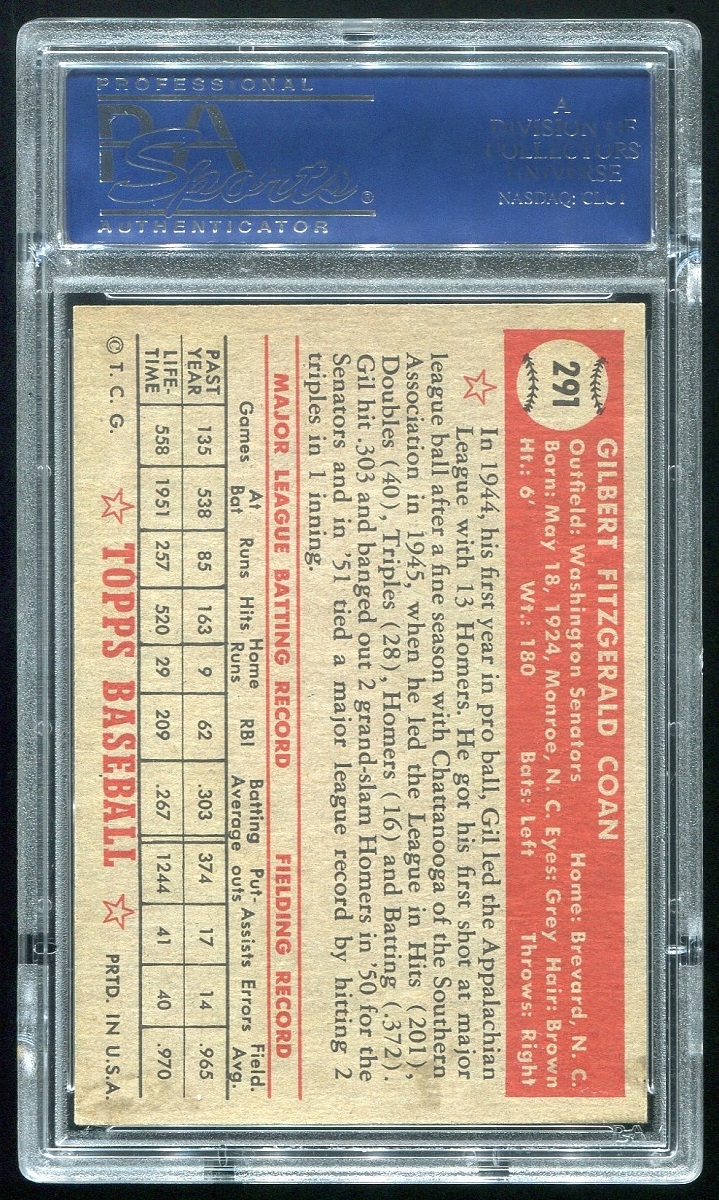 PROFESSIONAL
PSA
Sports®
AUTHENTICATOR
A
DIVISION OF
COLLECTORS
UNIVERSE
NASDAQ: CLCT
291
GILBERT FITZGERALD COAN
Outfield: Washington Senators Home: Brevard, N. C.
Born: May 18, 1924, Monroe, N. C. Eyes: Grey Hair: Brown
Ht.: 6' Wt.: 180 Bats: Left Throws: Right
In 1944, his first year in pro ball, Gil led the Appalachian
League with 13 Homers. He got his first shot at major
league ball after a fine season with Chattanooga of the Southern
Association in 1945, when he led the League in Hits (201),
Doubles (40), Triples (28), Homers (16) and Batting (.372).
Gil hit .303 and banged out 2 grand-slam Homers in '50 for the
Senators and in '51 tied a major league record by hitting 2
triples in 1 inning.
MAJOR LEAGUE BATTING RECORD FIELDING RECORD
Games At Bat Runs Hits Home Runs RBI Batting Average Put-outs Assists Errors Field. Avg.
PAST YEAR 135 538 85 163 9 62 .303 374 17 14 .965
LIFE-TIME 558 1951 257 520 29 209 .267 1244 41 40 .970
© T. C. G. TOPPS BASEBALL PRTD. IN U.S.A.
PSA